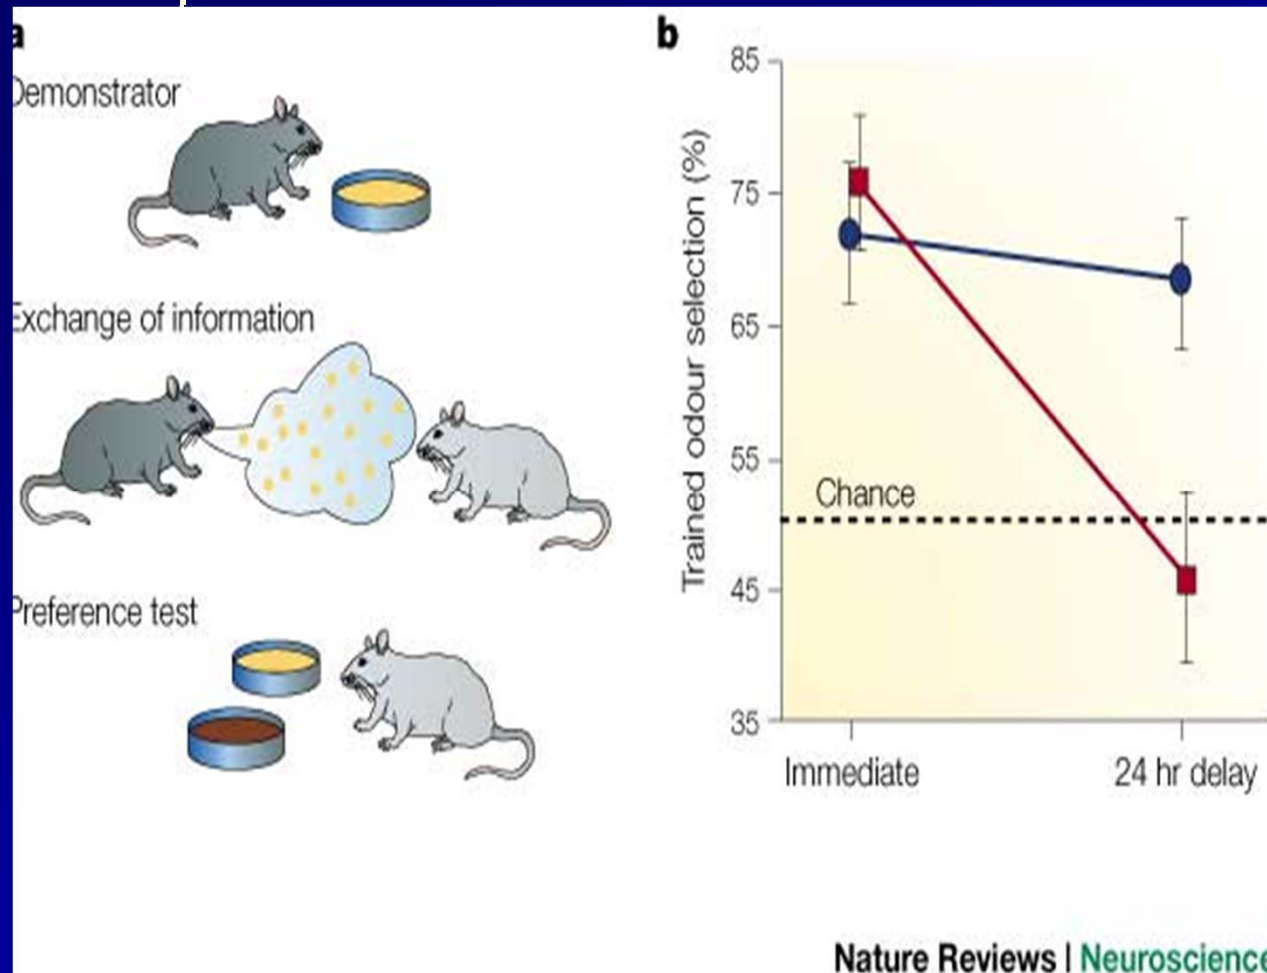 a
Demonstrator
Exchange of information
Preference test
b
85
75
65
55
45
35
Trained odour selection (%)
Chance
Immediate
24 hr delay
Nature Reviews | Neuroscience